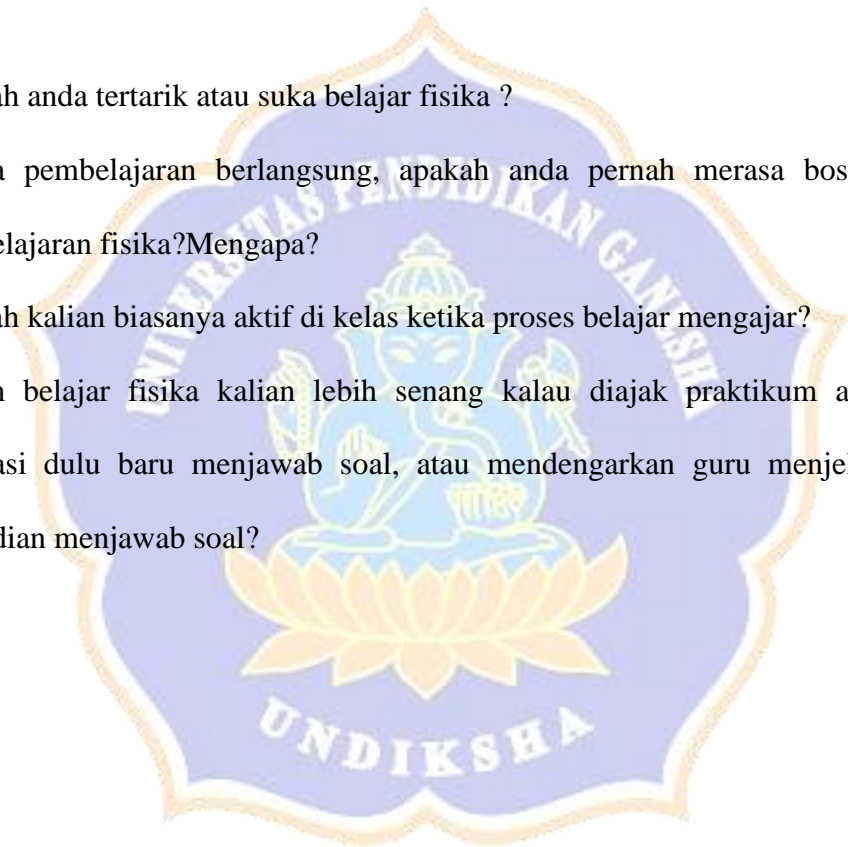 ah anda tertarik atau suka belajar fisika ?
a pembelajaran berlangsung, apakah anda pernah merasa bos
elajaran fisika?Mengapa?
ah kalian biasanya aktif di kelas ketika proses belajar mengajar?
n belajar fisika kalian lebih senang kalau diajak praktikum a
asi dulu baru menjawab soal, atau mendengarkan guru menjel
dian menjawab soal?
UNIVERSITAS PENDIDIKAN GANESHA
UNDIKSHA